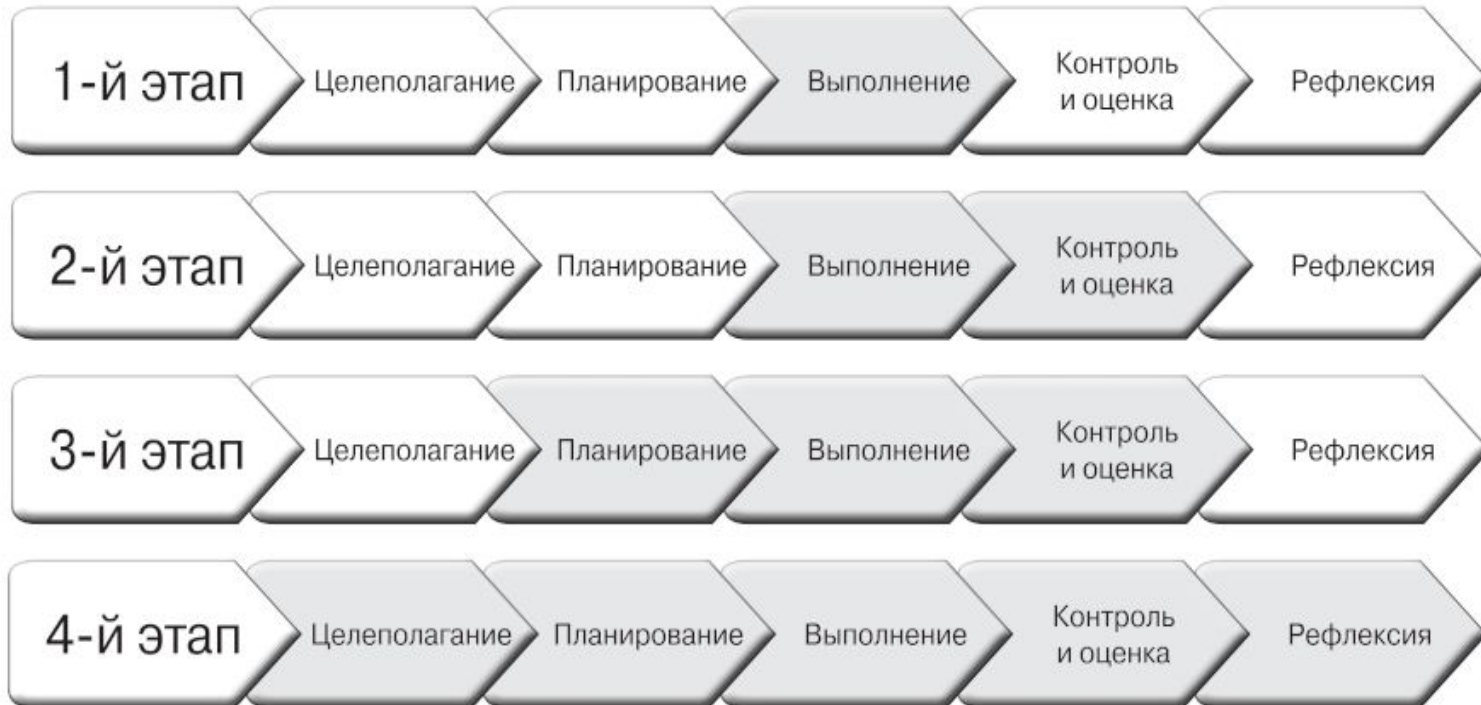 1-й этап
Целеполагание
Планирование
Выполнение
Контроль
и оценка
Рефлексия
2-й этап
Целеполагание
Планирование
Выполнение
Контроль
и оценка
Рефлексия
3-й этап
Целеполагание
Планирование
Выполнение
Контроль
и оценка
Рефлексия
4-й этап
Целеполагание
Планирование
Выполнение
Контроль
и оценка
Рефлексия